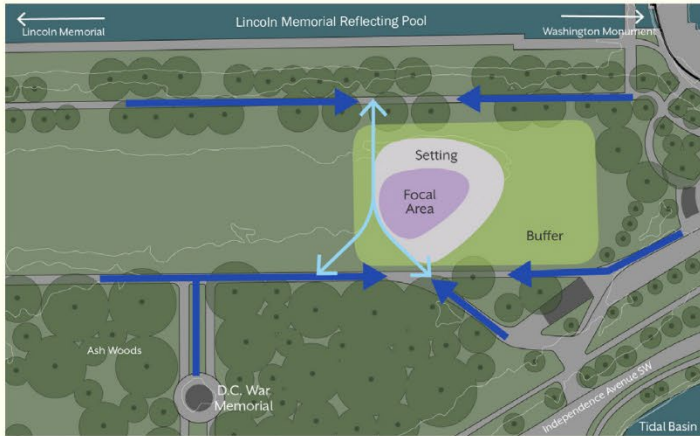 Lincoln Memorial Reflecting Pool
Lincoln Memorial
Washington Monument
Setting
Focal
Area
Buffer
Ash Woods
D.C. War
Memorial
Independence Avenue SW
Tidal Basin